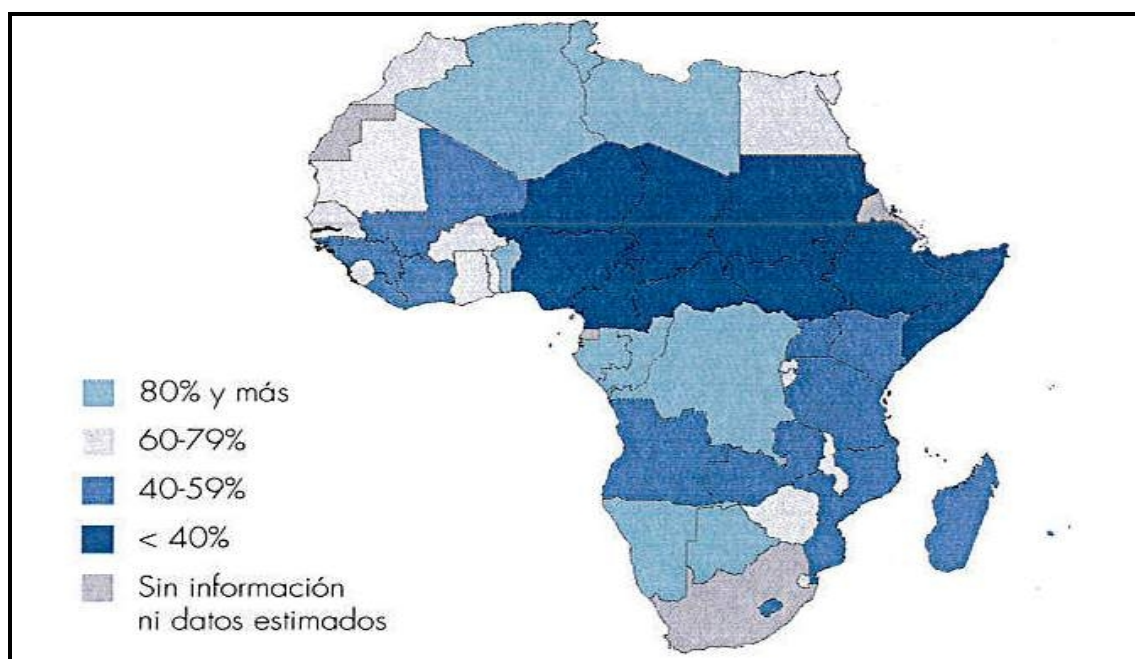 80% y más
60-79%
40-59%
< 40%
Sin información
ni datos estimados